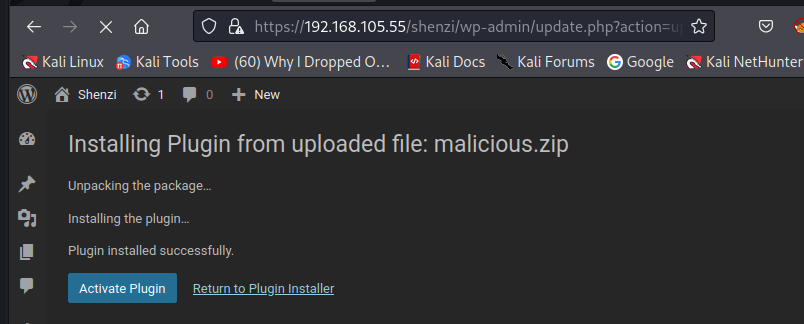 https://192.168.105.55/shenzi/wp-admin/update.php?action=u
Kali Linux Kali Tools (60) Why I Dropped O… Kali Docs Kali Forums Google Kali NetHunter
Shenzi 1 0 New
Installing Plugin from uploaded file: malicious.zip
Unpacking the package…
Installing the plugin…
Plugin installed successfully.
Activate Plugin Return to Plugin Installer